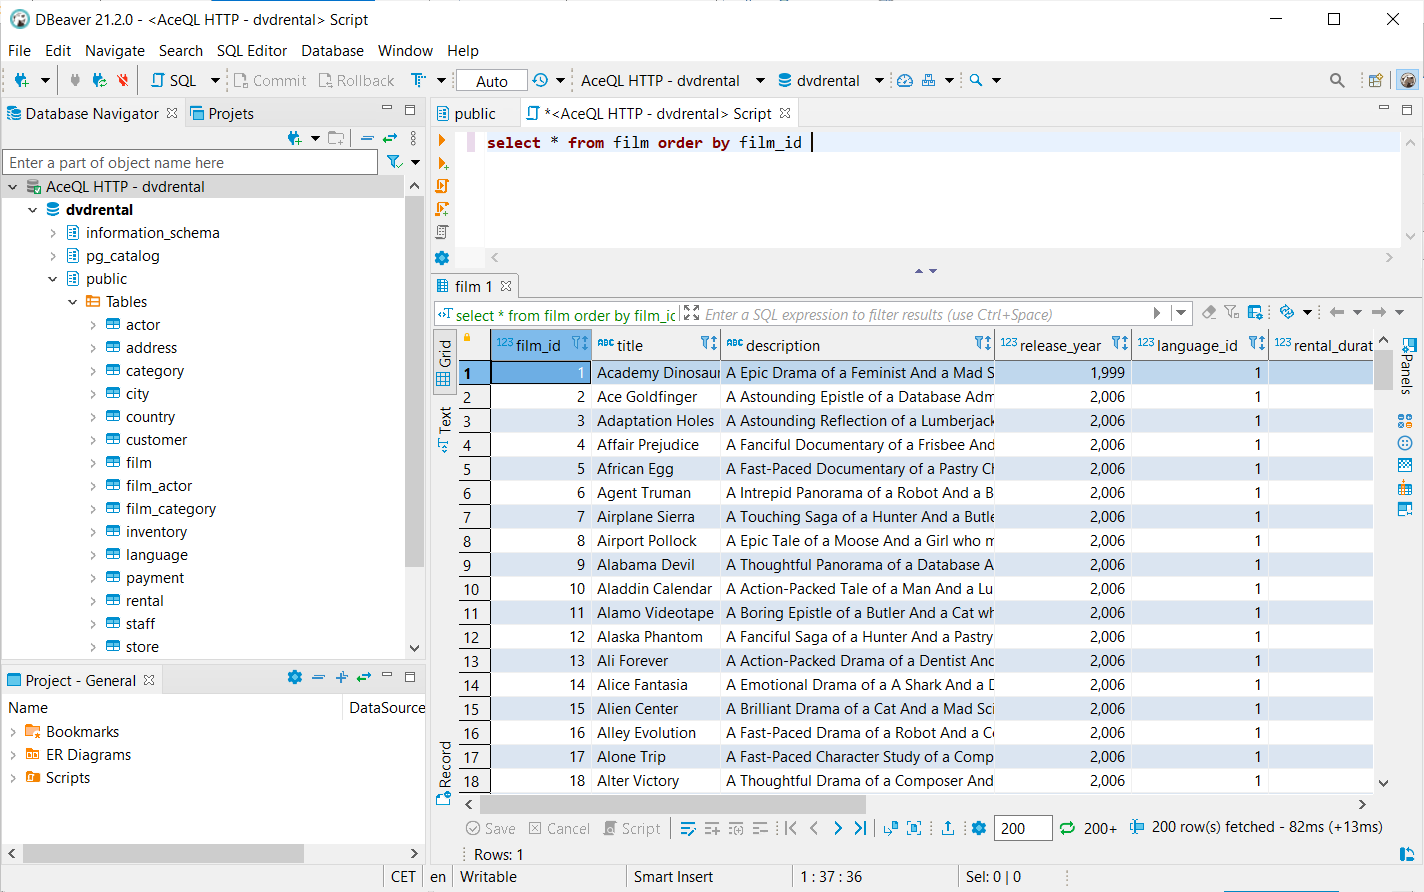 DBeaver 21.2.0 - <AceQL HTTP - dvdrental> Script
File Edit Navigate Search SQL Editor Database Window Help
SQL Commit Rollback Auto AceQL HTTP - dvdrental dvdrental
Database Navigator Projets
Enter a part of object name here
AceQL HTTP - dvdrental
dvdrental
information_schema
pg_catalog
public
Tables
actor
address
category
city
country
customer
film
film_actor
film_category
inventory
language
payment
rental
staff
store
Project - General
Name DataSource
Bookmarks
ER Diagrams
Scripts
public *<AceQL HTTP - dvdrental> Script
select * from film order by film_id
film 1
select * from film order by film_id Enter a SQL expression to filter results (use Ctrl+Space)
Grid
Text
Record
Panels
123 film_id ABC title ABC description 123 release_year 123 language_id 123 rental_durat
1 1 Academy Dinosaur A Epic Drama of a Feminist And a Mad S 1,999 1
2 2 Ace Goldfinger A Astounding Epistle of a Database Adm 2,006 1
3 3 Adaptation Holes A Astounding Reflection of a Lumberjack 2,006 1
4 4 Affair Prejudice A Fanciful Documentary of a Frisbee And 2,006 1
5 5 African Egg A Fast-Paced Documentary of a Pastry Ch 2,006 1
6 6 Agent Truman A Intrepid Panorama of a Robot And a B 2,006 1
7 7 Airplane Sierra A Touching Saga of a Hunter And a Butle 2,006 1
8 8 Airport Pollock A Epic Tale of a Moose And a Girl who m 2,006 1
9 9 Alabama Devil A Thoughtful Panorama of a Database A 2,006 1
10 10 Aladdin Calendar A Action-Packed Tale of a Man And a Lu 2,006 1
11 11 Alamo Videotape A Boring Epistle of a Butler And a Cat wh 2,006 1
12 12 Alaska Phantom A Fanciful Saga of a Hunter And a Pastry 2,006 1
13 13 Ali Forever A Action-Packed Drama of a Dentist And 2,006 1
14 14 Alice Fantasia A Emotional Drama of a A Shark And a D 2,006 1
15 15 Alien Center A Brilliant Drama of a Cat And a Mad Sci 2,006 1
16 16 Alley Evolution A Fast-Paced Drama of a Robot And a Co 2,006 1
17 17 Alone Trip A Fast-Paced Character Study of a Comp 2,006 1
18 18 Alter Victory A Thoughtful Drama of a Composer And 2,006 1
Save Cancel Script 200 200+ 200 row(s) fetched - 82ms (+13ms)
Rows: 1
CET en Writable Smart Insert 1 : 37 : 36 Sel: 0 | 0